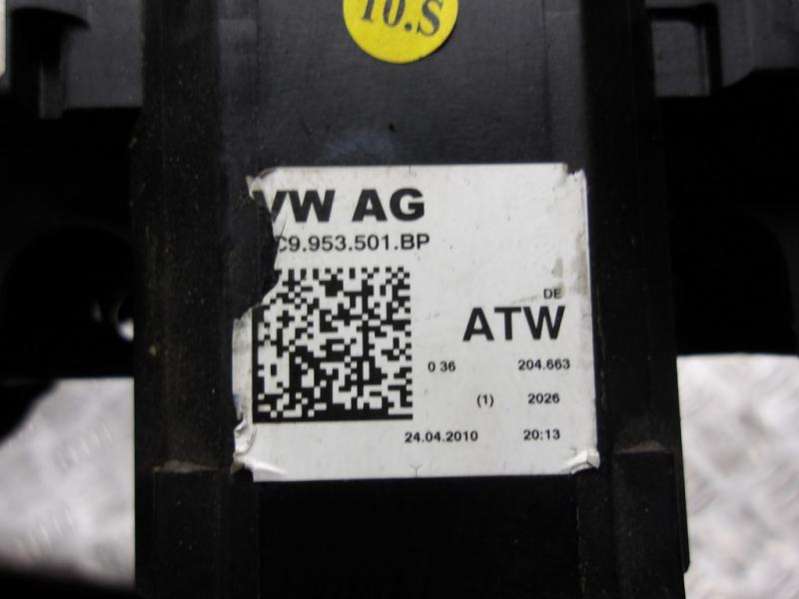 10.S
VW AG
C9.953.501.BP
DE
ATW
0 36 204.663
(1) 2026
24.04.2010 20:13